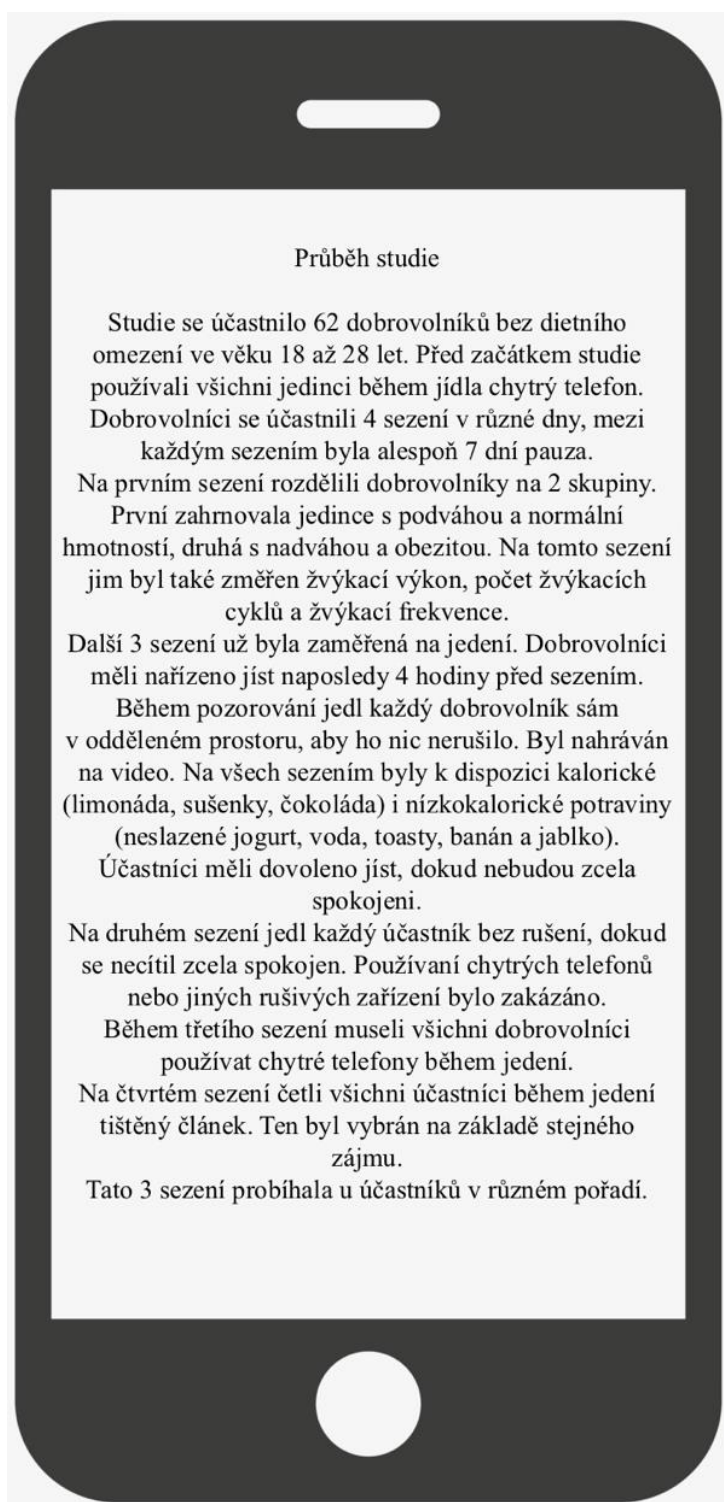 Průběh studie
Studie se účastnilo 62 dobrovolníků bez dietního
omezení ve věku 18 až 28 let. Před začátkem studie
používali všichni jedinci během jídla chytrý telefon.
Dobrovolníci se účastnili 4 sezení v různé dny, mezi
každým sezením byla alespoň 7 dní pauza.
Na prvním sezení rozdělili dobrovolníky na 2 skupiny.
První zahrnovala jedince s podváhou a normální
hmotností, druhá s nadváhou a obezitou. Na tomto sezení
jim byl také změřen žvýkací výkon, počet žvýkacích
cyklů a žvýkací frekvence.
Další 3 sezení už byla zaměřená na jedení. Dobrovolníci
měli nařízeno jíst naposledy 4 hodiny před sezením.
Během pozorování jedl každý dobrovolník sám
v odděleném prostoru, aby ho nic nerušilo. Byl nahráván
na video. Na všech sezením byly k dispozici kalorické
(limonáda, sušenky, čokoláda) i nízkokalorické potraviny
(neslazené jogurt, voda, toasty, banán a jablko).
Účastníci měli dovoleno jíst, dokud nebudou zcela
spokojeni.
Na druhém sezení jedl každý účastník bez rušení, dokud
se necítil zcela spokojen. Používaní chytrých telefonů
nebo jiných rušivých zařízení bylo zakázáno.
Během třetího sezení museli všichni dobrovolníci
používat chytré telefony během jedení.
Na čtvrtém sezení četli všichni účastníci během jedení
tištěný článek. Ten byl vybrán na základě stejného
zájmu.
Tato 3 sezení probíhala u účastníků v různém pořadí.